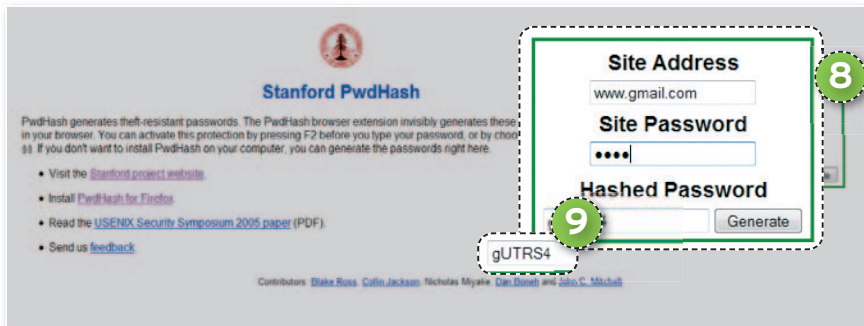 Stanford PwdHash
PwdHash generates theft-resistant passwords. The PwdHash browser extension invisibly generates these
in your browser. You can activate this protection by pressing F2 before you type your password, or by
If you don't want to install PwdHash on your computer, you can generate the passwords right here.
• Visit the Stanford project website.
• Install PwdHash for Firefox.
• Read the USENIX Security Symposium 2005 paper (PDF).
• Send us feedback.
Contributors: Blake Ross, Collin Jackson, Nicholas Miyake, Dan Boneh and John C. Mitchell
8
Site Address
www.gmail.com
Site Password
••••
Hashed Password
Generate
9
gUTRS4